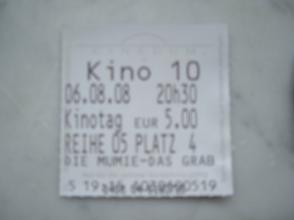 Kino 10
06.08.08 20h30
Kinotag EUR 5.00
REIHE 05 PLATZ 4
DIE MUMIE-DAS GRAB